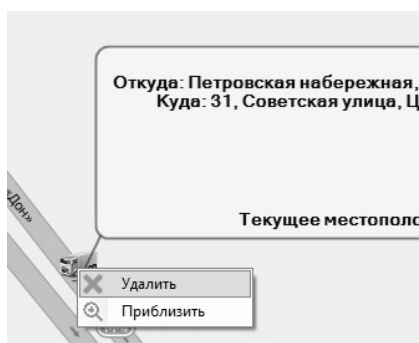 Откуда: Петровская набережная,
Куда: 31, Советская улица, Ц
Текущее местополо
Дон»
Удалить
Приблизить